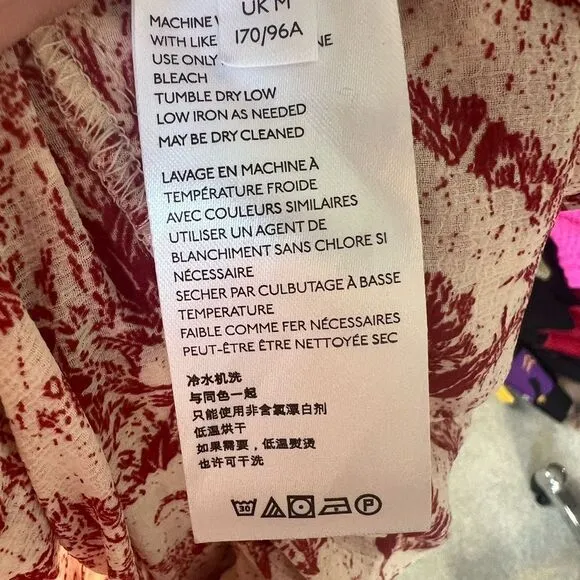 UK M
170/96A
MACHINE
WITH LIKE NE
USE ONLY
BLEACH
TUMBLE DRY LOW
LOW IRON AS NEEDED
MAY BE DRY CLEANED
LAVAGE EN MACHINE À
TEMPÉRATURE FROIDE
AVEC COULEURS SIMILAIRES
UTILISER UN AGENT DE
BLANCHIMENT SANS CHLORE SI
NÉCESSAIRE
SECHER PAR CULBUTAGE À BASSE
TEMPERATURE
FAIBLE COMME FER NÉCESSAIRES
PEUT-ÊTRE ÊTRE NETTOYÉE SEC
冷水机洗
与同色一起
只能使用非含氯漂白剂
低温烘干
如果需要，低温熨烫
也许可干洗
30 P